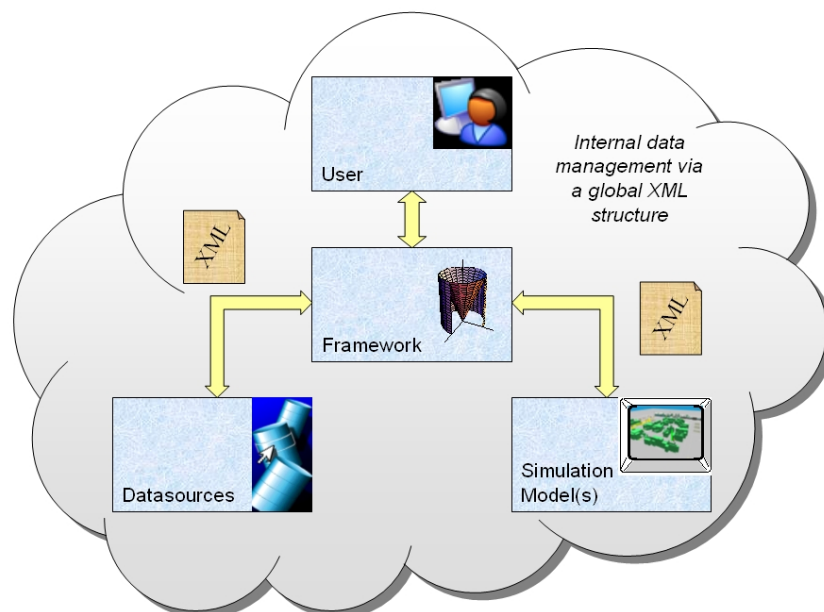 User
Internal data
management via
a global XML
structure
XML
Framework
XML
Datasources
Simulation
Model(s)